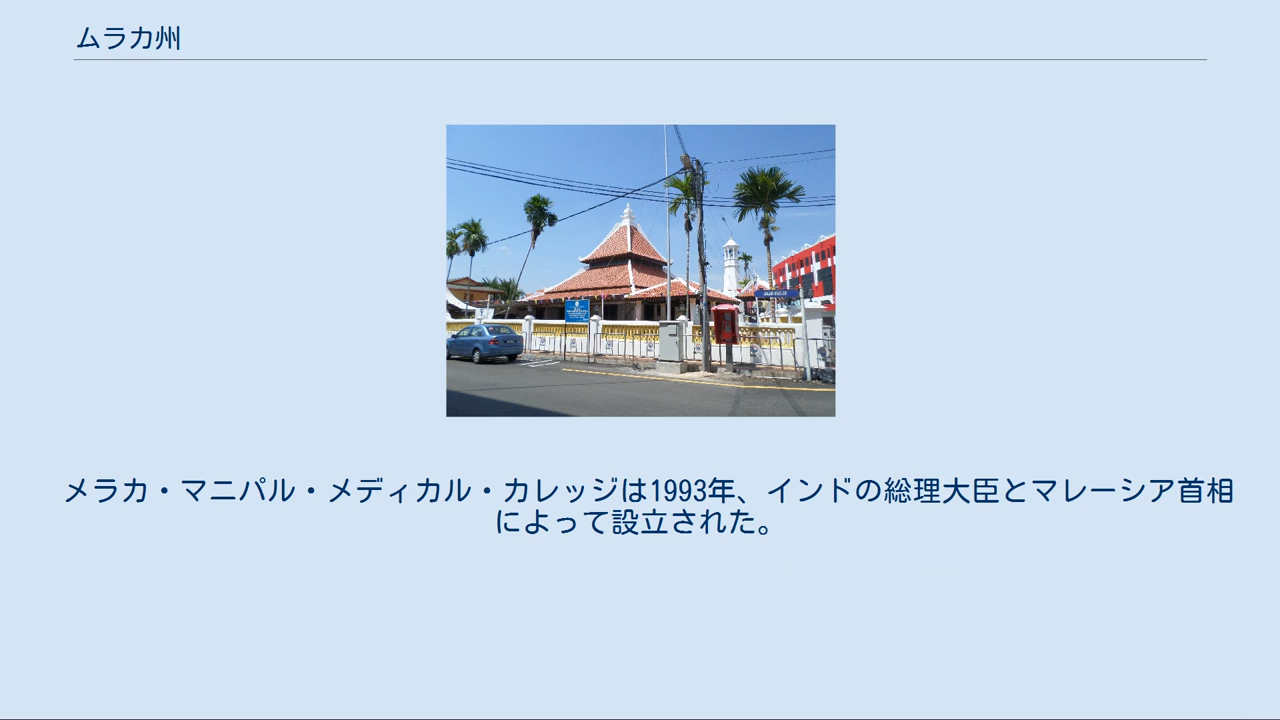 ムラカ州
メラカ・マニパル・メディカル・カレッジは1993年、インドの総理大臣とマレーシア首相
によって設立された。